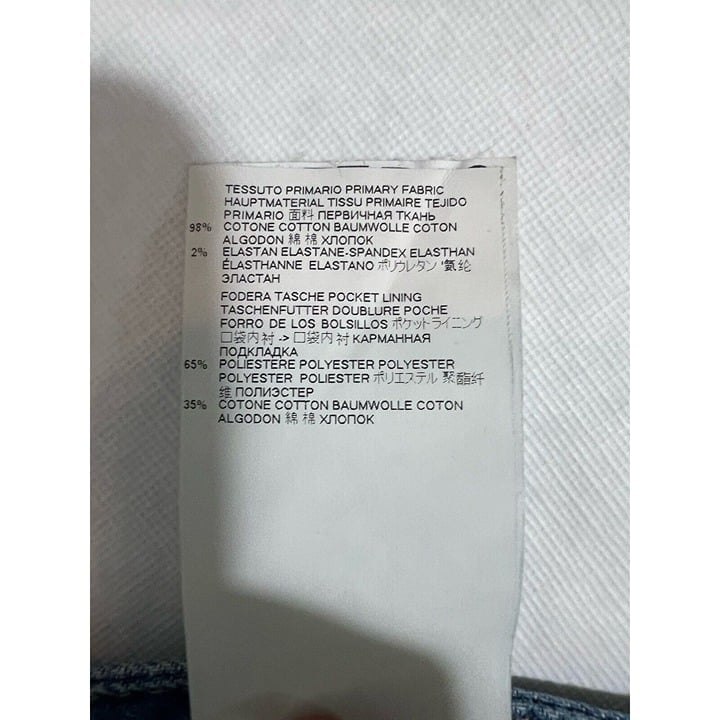 TESSUTO PRIMARIO PRIMARY FABRIC
HAUPTMATERIAL TISSU PRIMAIRE TEJIDO
PRIMARIO 面料 ПЕРВИЧНАЯ ТКАНЬ
98% COTONE COTTON BAUMWOLLE COTON
ALGODON 綿 棉 ХЛОПОК
2% ELASTAN ELASTANE-SPANDEX ELASTHAN
ÉLASTHANNE ELASTANO ポリウレタン '氨纶
ЭЛАСТАН
FODERA TASCHE POCKET LINING
TASCHENFUTTER DOUBLURE POCHE
FORRO DE LOS BOLSILLOS ポケットライニング
口袋内衬 -> 口袋内衬 КАРМАННАЯ
ПОДКЛАДКА
65% POLIESTERE POLYESTER POLYESTER
POLYESTER POLIESTER ポリエステル 聚酯纤
维 ПОЛИЭСТЕР
35% COTONE COTTON BAUMWOLLE COTON
ALGODON 綿 棉 ХЛОПОК